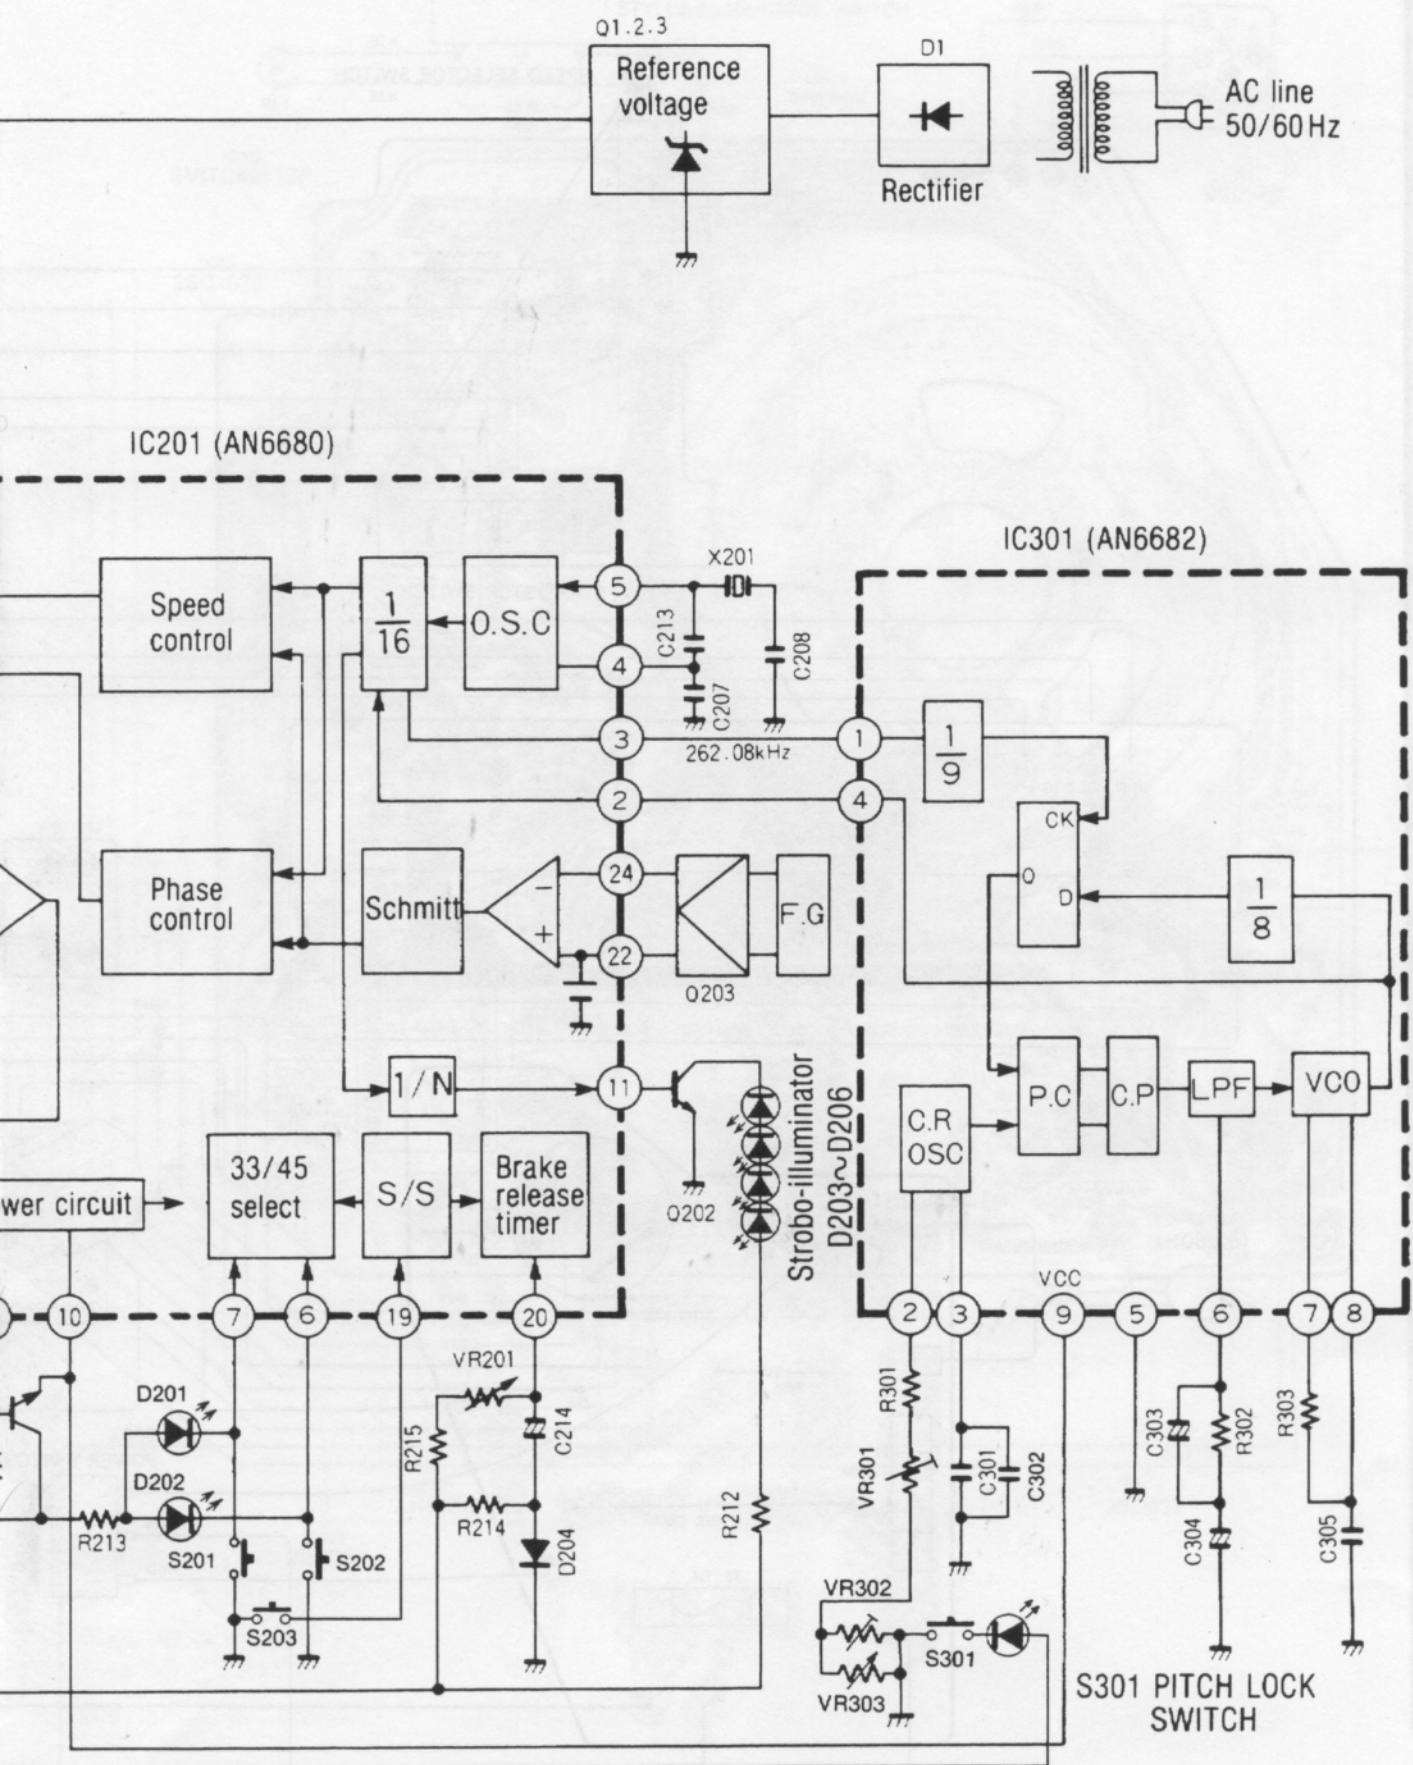 Q1.2.3
Reference
voltage
D1
Rectifier
AC line
50/60Hz
IC201 (AN6680)
IC301 (AN6682)
Speed
control
1
16
O.S.C
5
X201
C213
C208
4
C207
3
262.08kHz
1
1
9
2
4
CK
Q
D
1
8
Phase
control
Schmitt
−
+
24
22
F.G
Q203
1/N
11
Q202
Strobo-illuminator
D203~D206
C.R
OSC
P.C
C.P
LPF
VCO
wer circuit
33/45
select
S/S
Brake
release
timer
VCC
10
7
6
19
20
2
3
9
5
6
7
8
D201
D202
R213
S201
S202
S203
VR201
R215
C214
R214
D204
R212
R301
VR301
C301
C302
C303
R302
C304
R303
C305
VR302
VR303
S301
S301 PITCH LOCK
SWITCH